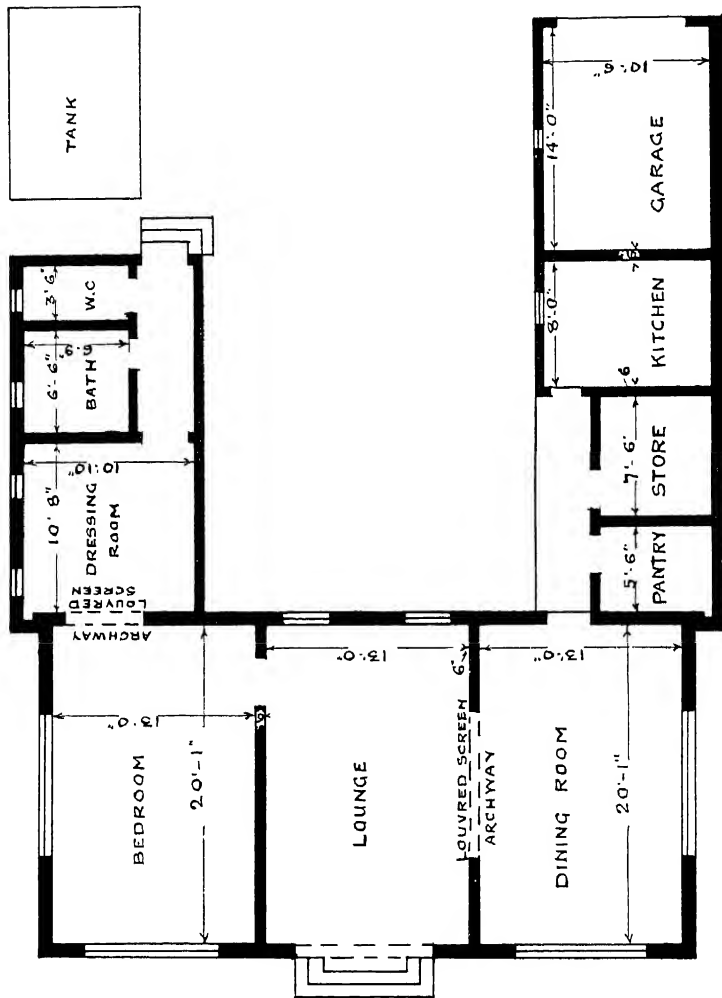 TANK
W.C
3'6"
BATH
6'-6"
6'-9"
DRESSING
ROOM
10'8"
10'-10"
LOUVRED
SCREEN
ARCHWAY
BEDROOM
13'-0"
20'-1"
LOUNGE
13'-0"
6"
LOUVRED SCREEN
ARCHWAY
DINING ROOM
13'-0"
20'-1"
PANTRY
5'-6"
STORE
7'-6"
6
KITCHEN
8'-0"
GARAGE
14'-0"
10'-6"